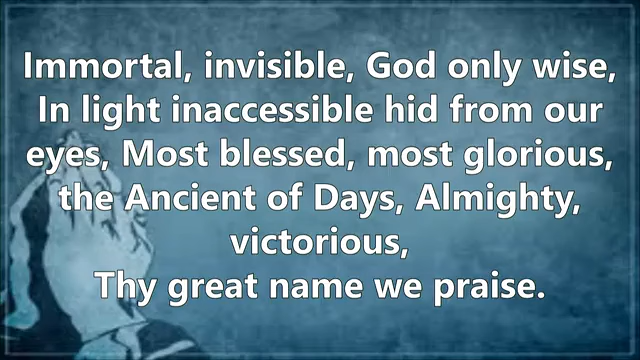 Immortal, invisible, God only wise,
In light inaccessible hid from our
eyes, Most blessed, most glorious,
the Ancient of Days, Almighty,
victorious,
Thy great name we praise.